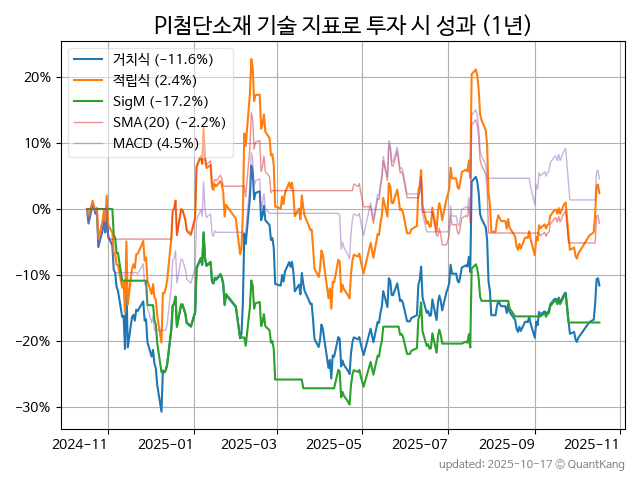 PI첨단소재 기술 지표로 투자 시 성과 (1년)
거치식 (-11.6%)
적립식 (2.4%)
SigM (-17.2%)
SMA(20) (-2.2%)
MACD (4.5%)
20%
10%
0%
-10%
-20%
-30%
2024-11 2025-01 2025-03 2025-05 2025-07 2025-09 2025-11
updated: 2025-10-17 © QuantKang